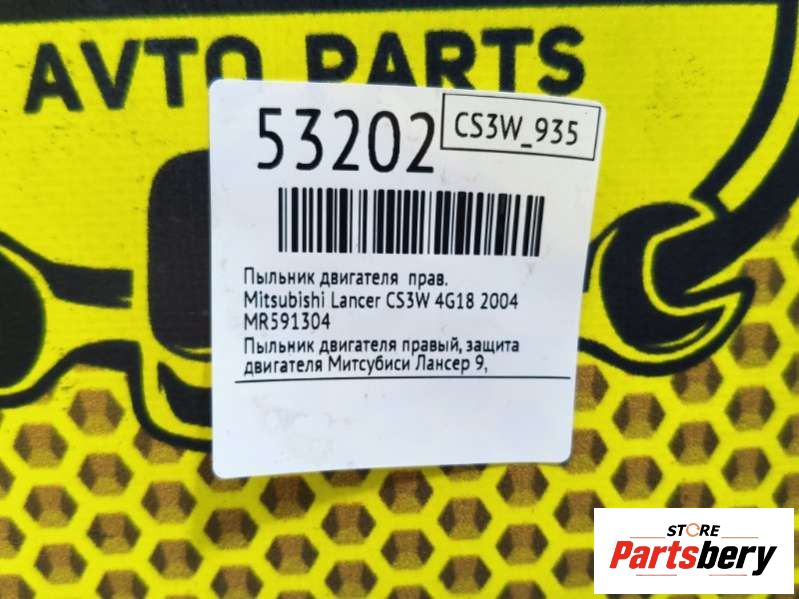 AVTO PARTS
53202
CS3W_935
Пыльник двигателя прав.
Mitsubishi Lancer CS3W 4G18 2004
MR591304
Пыльник двигателя правый, защита
двигателя Митсубиси Лансер 9,
STORE
Partsbery